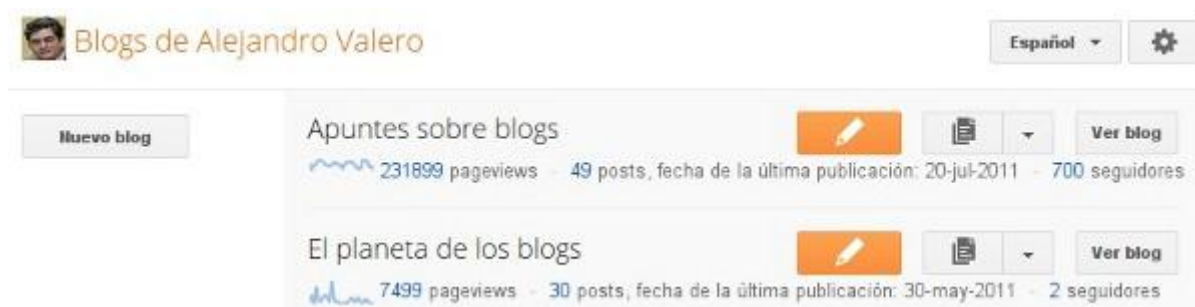 Blogs de Alejandro Valero
Español
Nuevo blog
Apuntes sobre blogs
Ver blog
231899 pageviews - 49 posts, fecha de la última publicación: 20-jul-2011 - 700 seguidores
El planeta de los blogs
Ver blog
7499 pageviews - 30 posts, fecha de la última publicación: 30-may-2011 - 2 seguidores